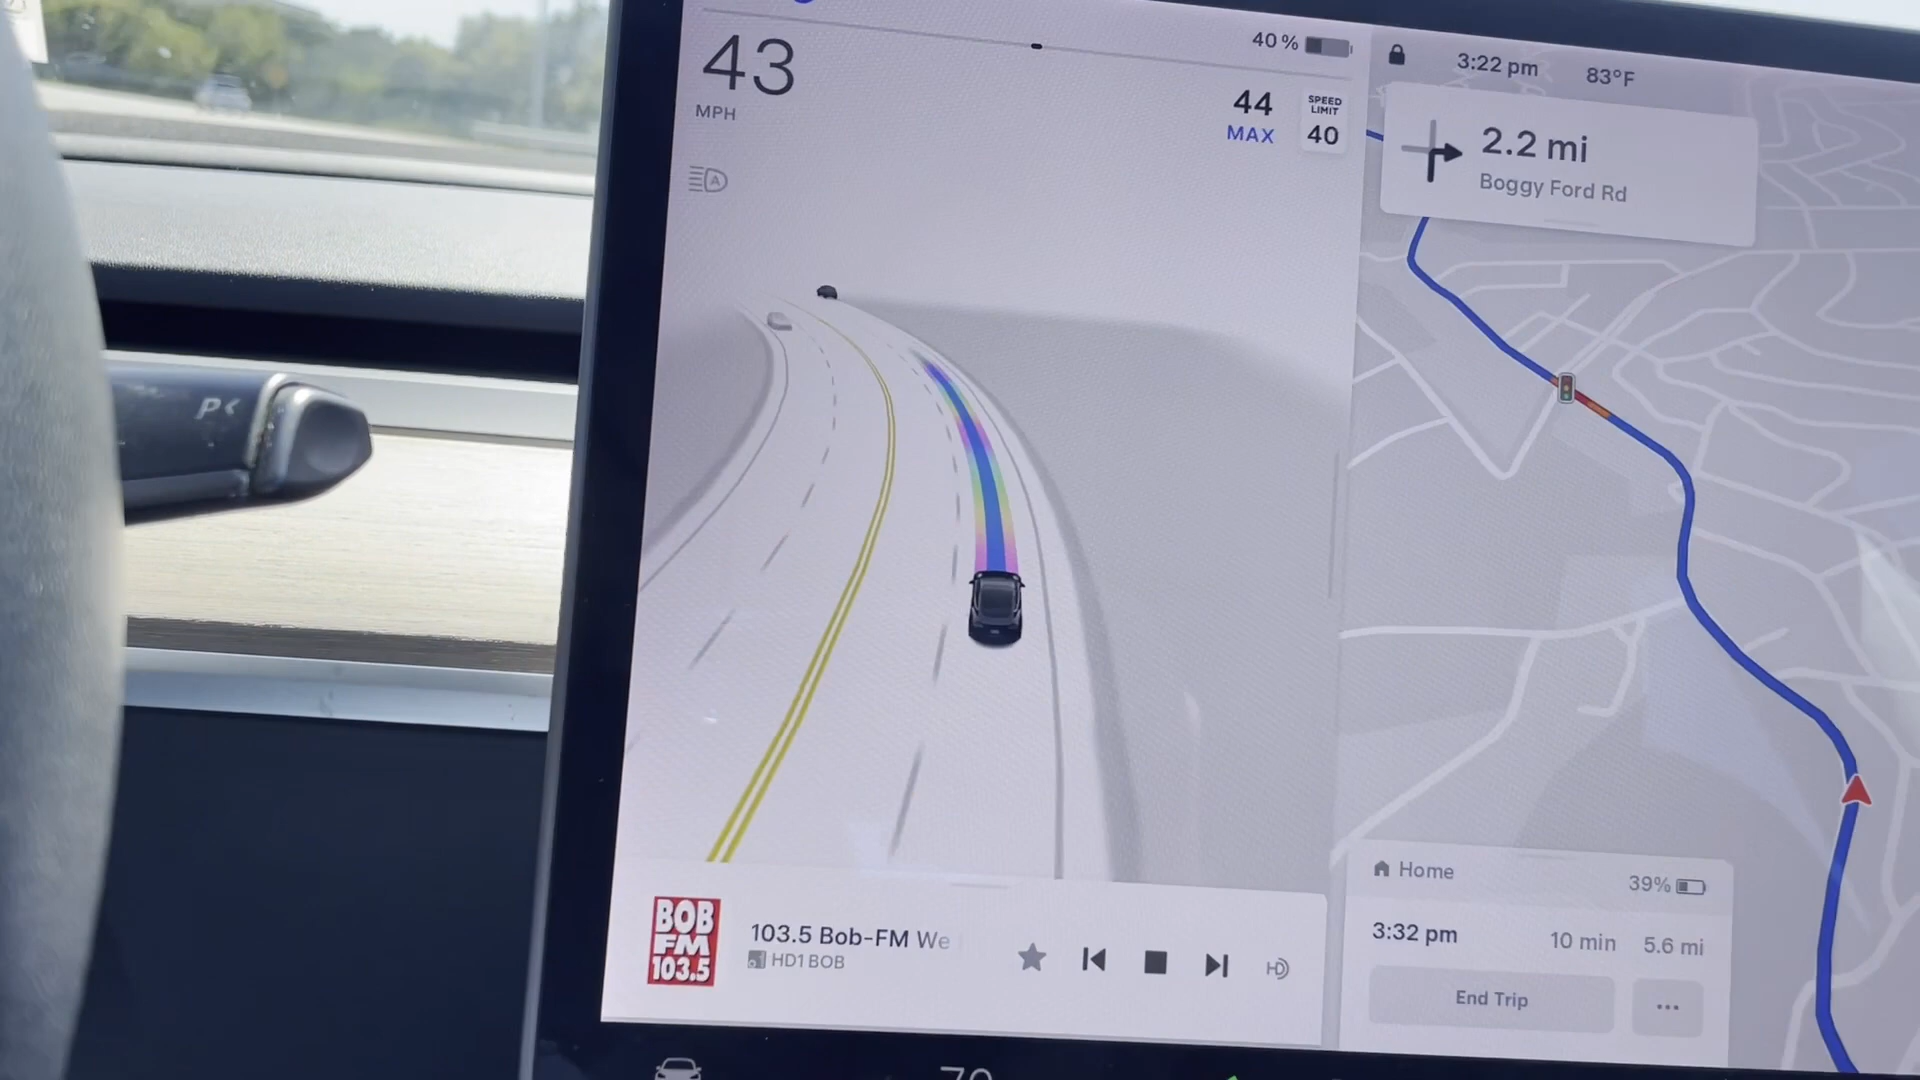 43
MPH
40%
44
MAX
SPEED
LIMIT
40
A
3:22 pm
83°F
2.2 mi
Boggy Ford Rd
P<
BOB
FM
103.5
103.5 Bob-FM We
HD1 BOB
HD
Home
39%
3:32 pm
10 min
5.6 mi
End Trip
...